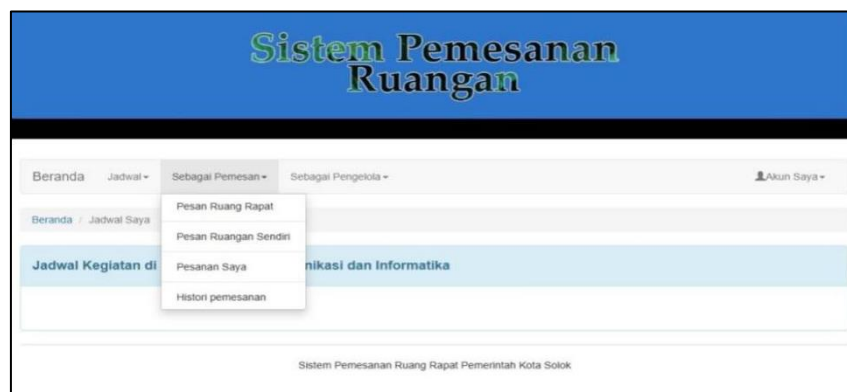 Sistem Pemesanan
Ruangan
Beranda Jadwal Sebagai Pemesan Sebagai Pengelola Akun Saya
Pesan Ruang Rapat
Beranda / Jadwal Saya
Pesan Ruangan Sendiri
Jadwal Kegiatan di nikasi dan Informatika
Pesanan Saya
Histori pemesanan
Sistem Pemesanan Ruang Rapat Pemerintah Kota Solok